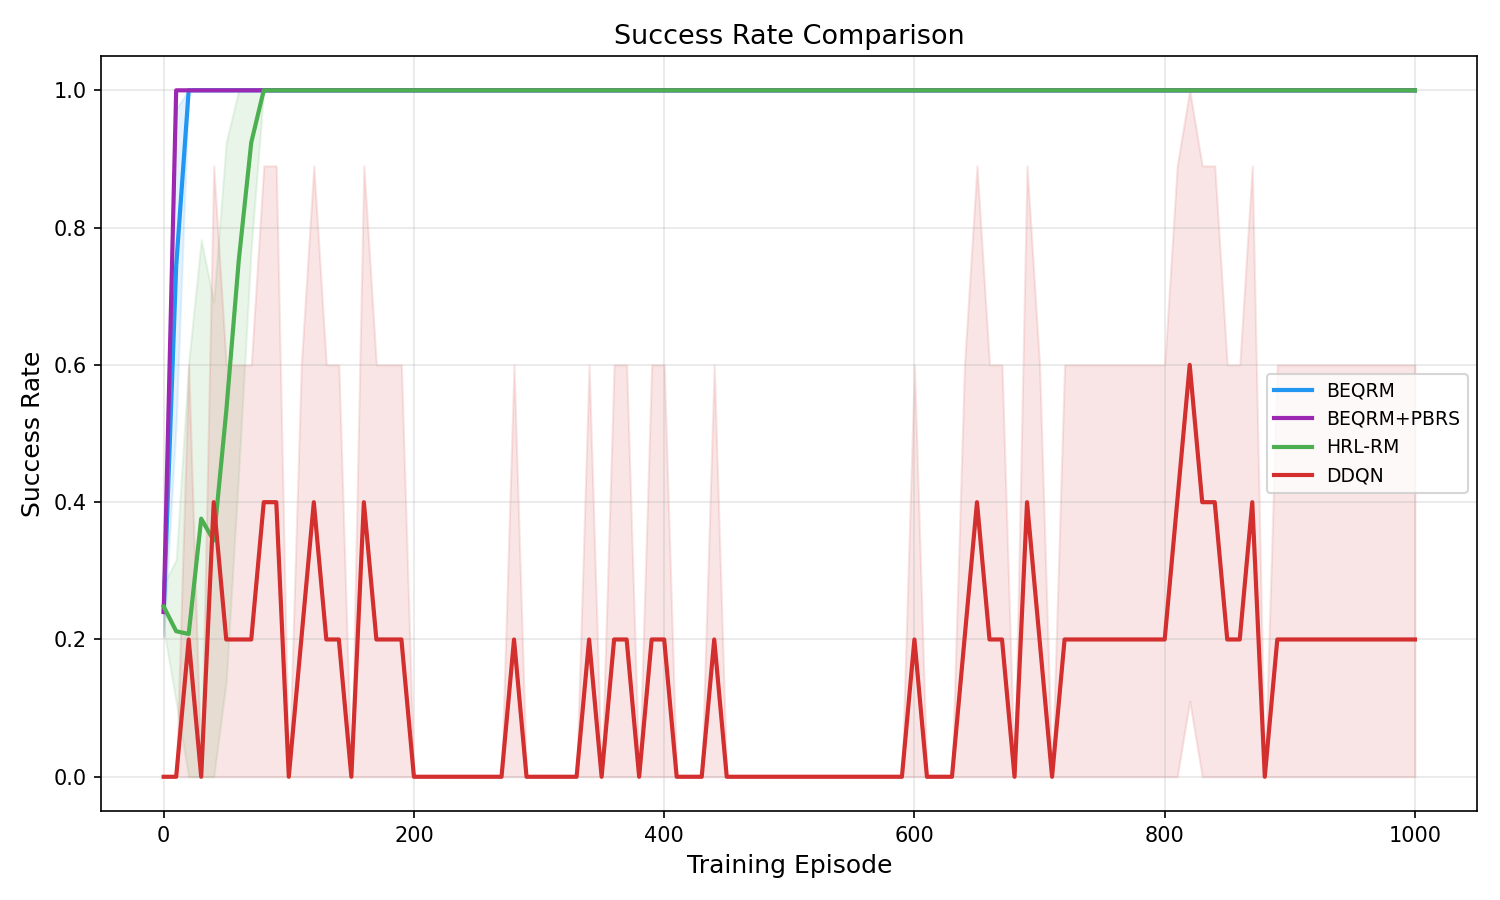 Success Rate Comparison
1.0
0.8
0.6
0.4
0.2
0.0
Success Rate
BEQRM
BEQRM+PBRS
HRL-RM
DDQN
0 200 400 600 800 1000
Training Episode